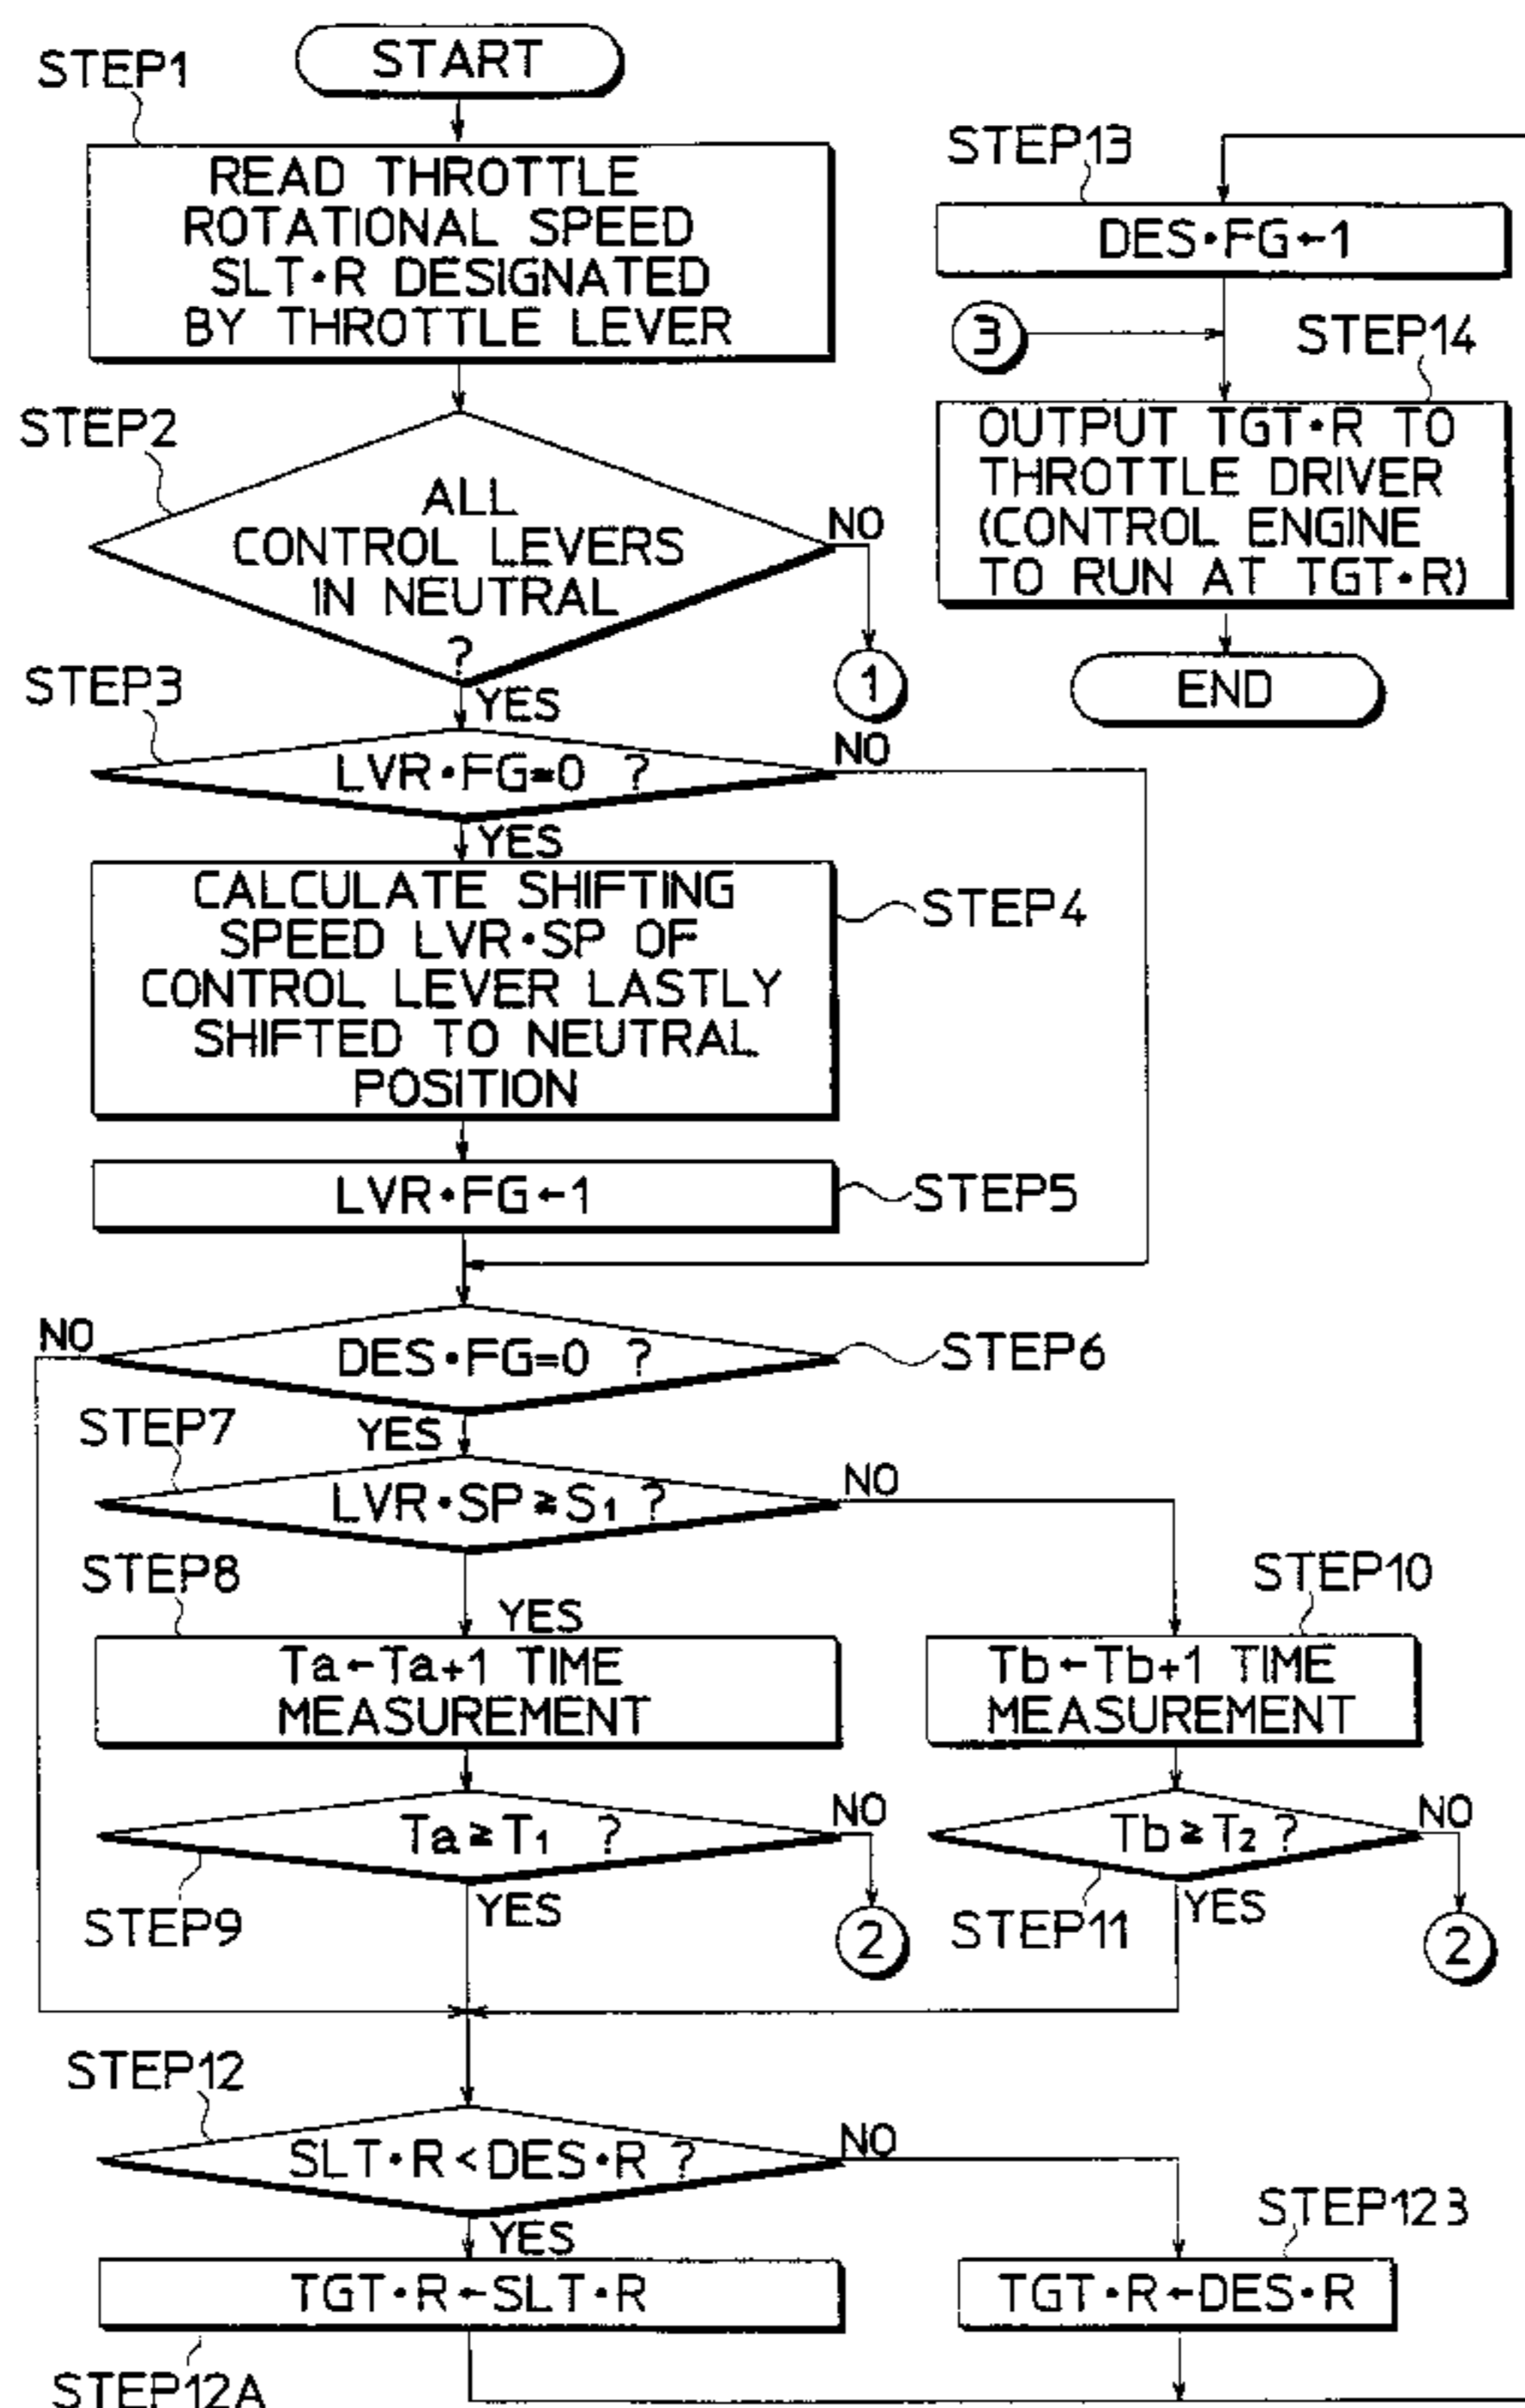 START
STEP1
READ THROTTLE
ROTATIONAL SPEED
SLT•R DESIGNATED
BY THROTTLE LEVER
STEP2
ALL
CONTROL LEVERS
IN NEUTRAL
?
NO
1
YES
STEP3
LVR•FG=0 ?
NO
YES
CALCULATE SHIFTING
SPEED LVR•SP OF
CONTROL LEVER LASTLY
SHIFTED TO NEUTRAL
POSITION
STEP4
LVR•FG←1
STEP5
NO
DES•FG=0 ?
STEP6
YES
STEP7
LVR•SP≧S1 ?
NO
STEP8
YES
Ta←Ta+1 TIME
MEASUREMENT
STEP10
Tb←Tb+1 TIME
MEASUREMENT
Ta≧T1 ?
NO
STEP9
YES
2
Tb≧T2 ?
NO
STEP11
YES
2
STEP12
SLT•R<DES•R ?
NO
YES
TGT•R←SLT•R
STEP12A
STEP12B
TGT•R←DES•R
STEP13
DES•FG←1
3
STEP14
OUTPUT TGT•R TO
THROTTLE DRIVER
(CONTROL ENGINE
TO RUN AT TGT•R)
END